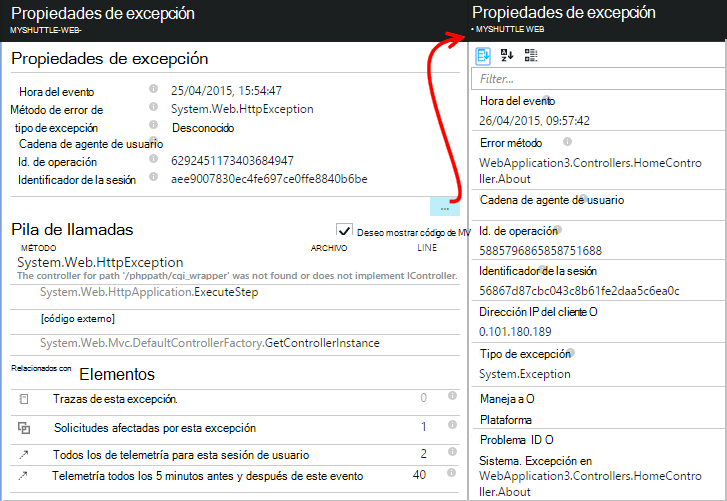 Propiedades de excepción
MYSHUTTLE-WEB-
Propiedades de excepción
Hora del evento 25/04/2015, 15:54:47
Método de error de System.Web.HttpException
tipo de excepción Desconocido
Cadena de agente de usuario
Id. de operación 6292451173403684947
Identificador de la sesión aee9007830ec4fe697ce0ffe8840b6be
...
Pila de llamadas
Deseo mostrar código de MV
MÉTODO ARCHIVO LINE
System.Web.HttpException
The controller for path '/phppath/cgi_wrapper' was not found or does not implement IController.
System.Web.HttpApplication.ExecuteStep
[código externo]
System.Web.Mvc.DefaultControllerFactory.GetControllerInstance
Relacionados con Elementos
Trazas de esta excepción. 0
Solicitudes afectadas por esta excepción 1
Todos los de telemetría para esta sesión de usuario 2
Telemetría todos los 5 minutos antes y después de este evento 40
Propiedades de excepción
• MYSHUTTLE WEB
Filter...
Hora del evento
26/04/2015, 09:57:42
Error método
WebApplication3.Controllers.HomeContro
ller.About
Cadena de agente de usuario
Id. de operación
5885796865858751688
Identificador de la sesión
56867d87cbc043c8b61fe2daa5c6ea0c
Dirección IP del cliente O
0.101.180.189
Tipo de excepción
System.Exception
Maneja a O
Plataforma
Problema ID O
Sistema. Excepción en
WebApplication3.Controllers.HomeContro
ller.About